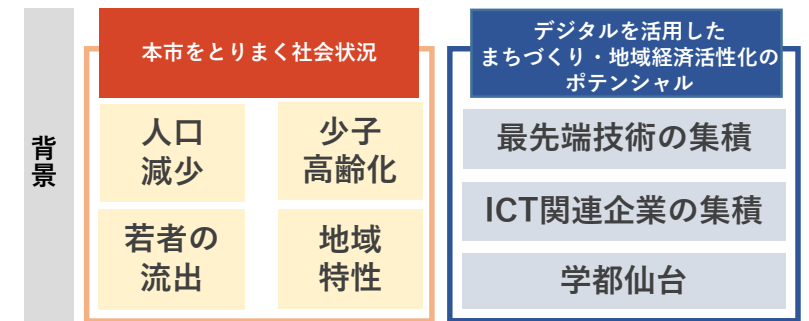 背景
本市をとりまく社会状況
人口
減少
少子
高齢化
若者の
流出
地域
特性
デジタルを活用した
まちづくり・地域経済活性化の
ポテンシャル
最先端技術の集積
ICT関連企業の集積
学都仙台